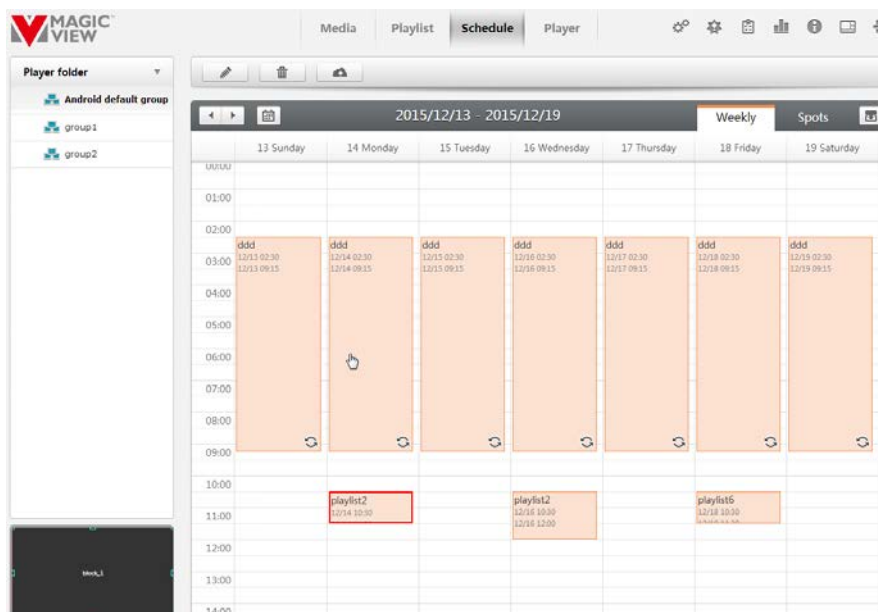 MAGIC
VIEW
Media Playlist Schedule Player
Player folder
Android default group
group1
group2
2015/12/13 - 2015/12/19
Weekly Spots
13 Sunday 14 Monday 15 Tuesday 16 Wednesday 17 Thursday 18 Friday 19 Saturday
00:00
01:00
02:00
ddd ddd ddd ddd ddd ddd ddd
12/13 02:30 12/14 02:30 12/15 02:30 12/16 02:30 12/17 02:30 12/18 02:30 12/19 02:30
03:00
12/13 09:15 12/14 09:15 12/15 09:15 12/16 09:15 12/17 09:15 12/18 09:15 12/19 09:15
04:00
05:00
06:00
07:00
08:00
09:00
10:00
playlist2 playlist2 playlist6
12/14 10:30 12/16 10:30 12/18 10:30
11:00
12/16 12:00
12:00
13:00
14:00
block_1